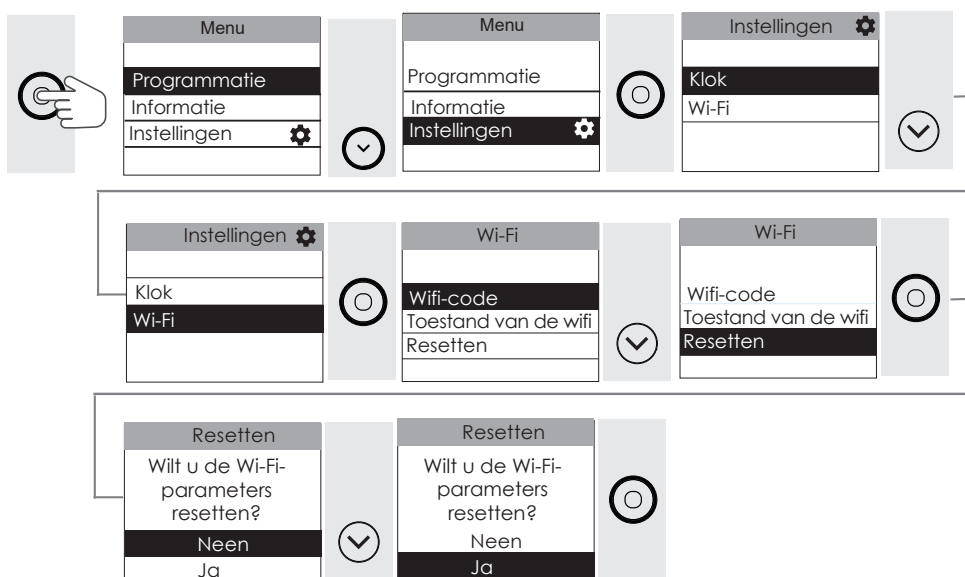 Menu
Programmatie
Informatie
Instellingen
Menu
Programmatie
Informatie
Instellingen
Instellingen
Klok
Wi-Fi
Instellingen
Klok
Wi-Fi
Wi-Fi
Wifi-code
Toestand van de wifi
Resetten
Wi-Fi
Wifi-code
Toestand van de wifi
Resetten
Resetten
Wilt u de Wi-Fi-
parameters
resetten?
Neen
Ja
Resetten
Wilt u de Wi-Fi-
parameters
resetten?
Neen
Ja